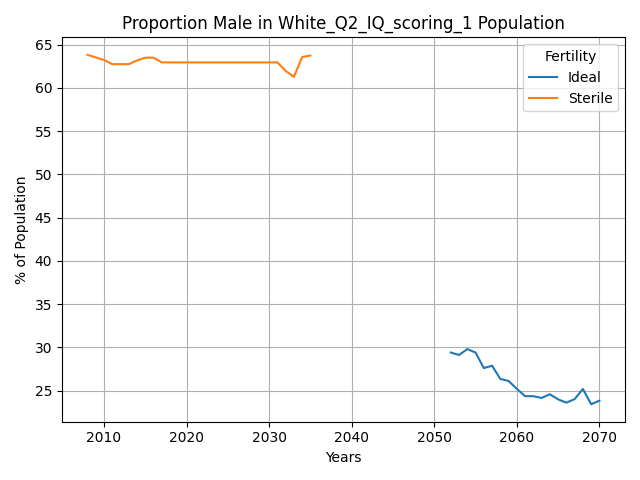 Proportion Male in White_Q2_IQ_scoring_1 Population
65
60
55
50
45
40
35
30
25
% of Population
Fertility
Ideal
Sterile
2010 2020 2030 2040 2050 2060 2070
Years